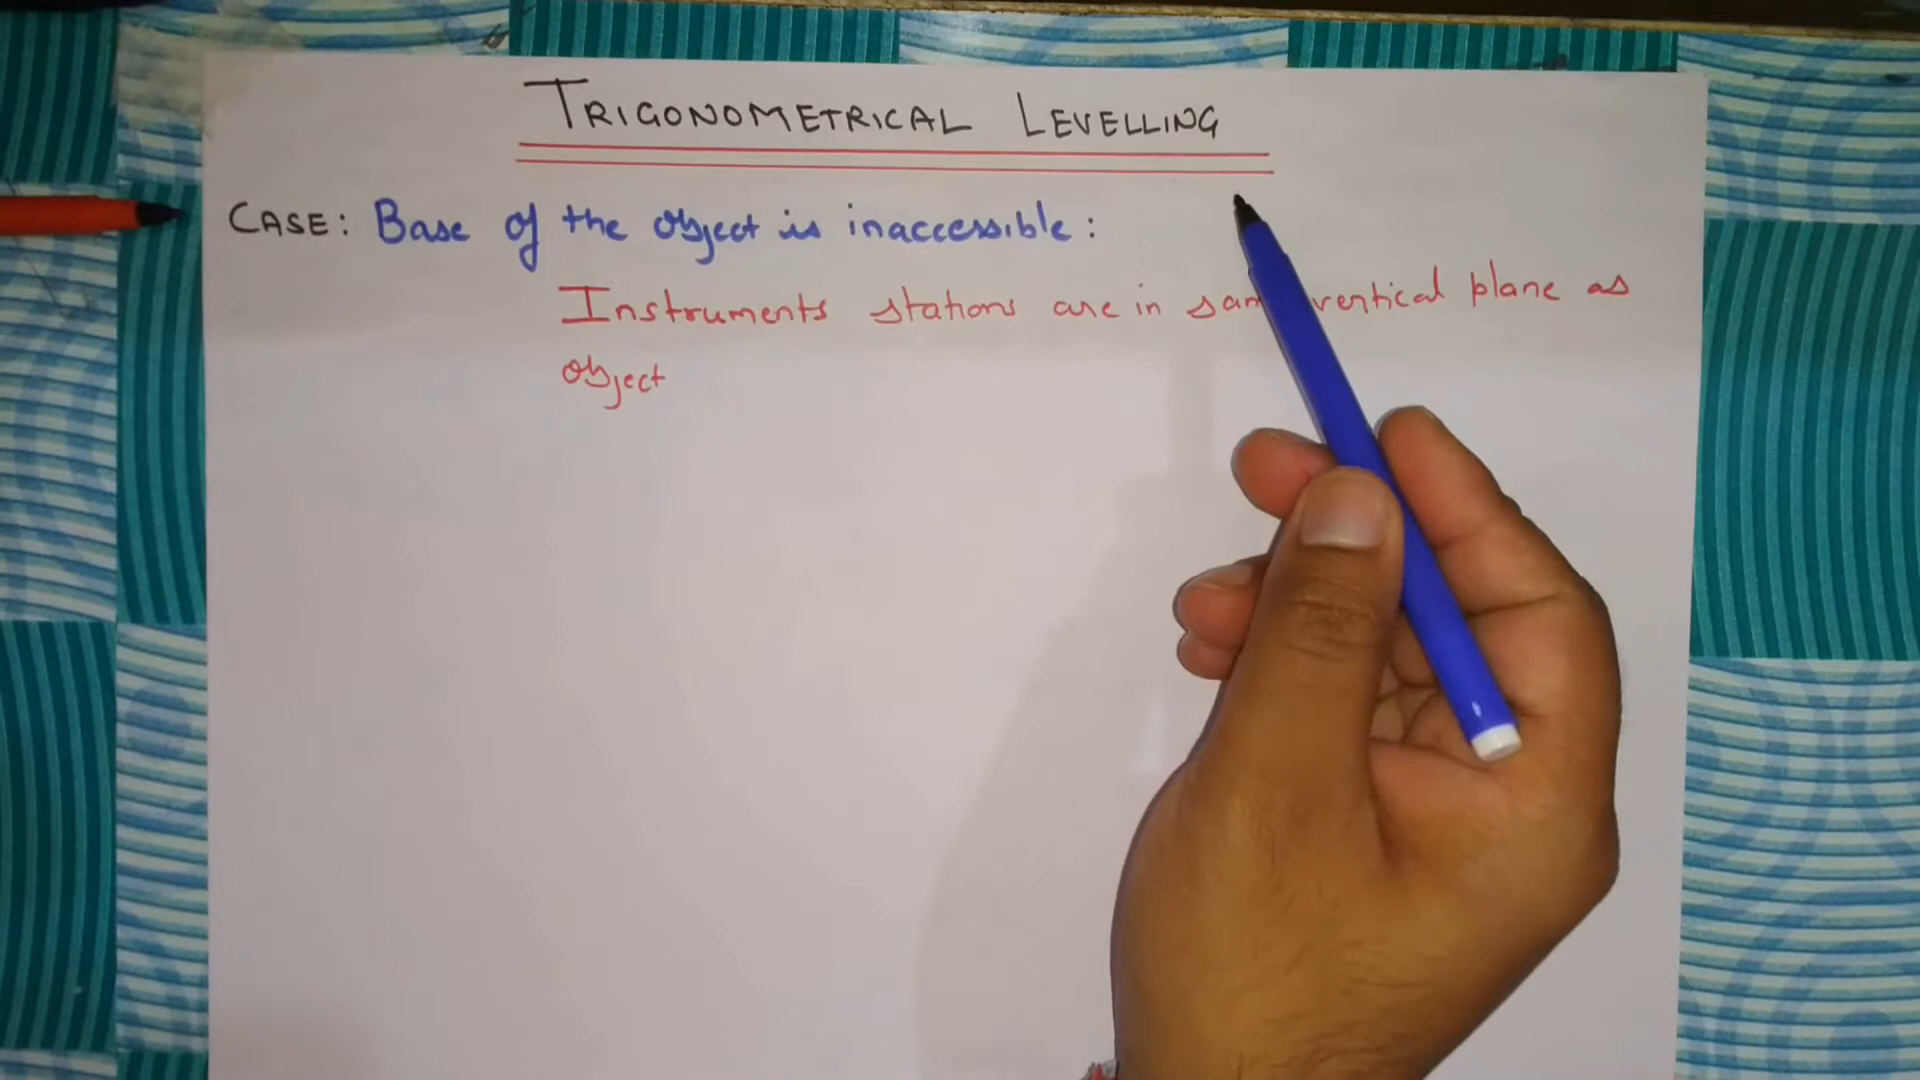 TRIGONOMETRICAL LEVELLING
CASE: Base of the object is inaccessible:
Instruments stations are in vertical plane as
object